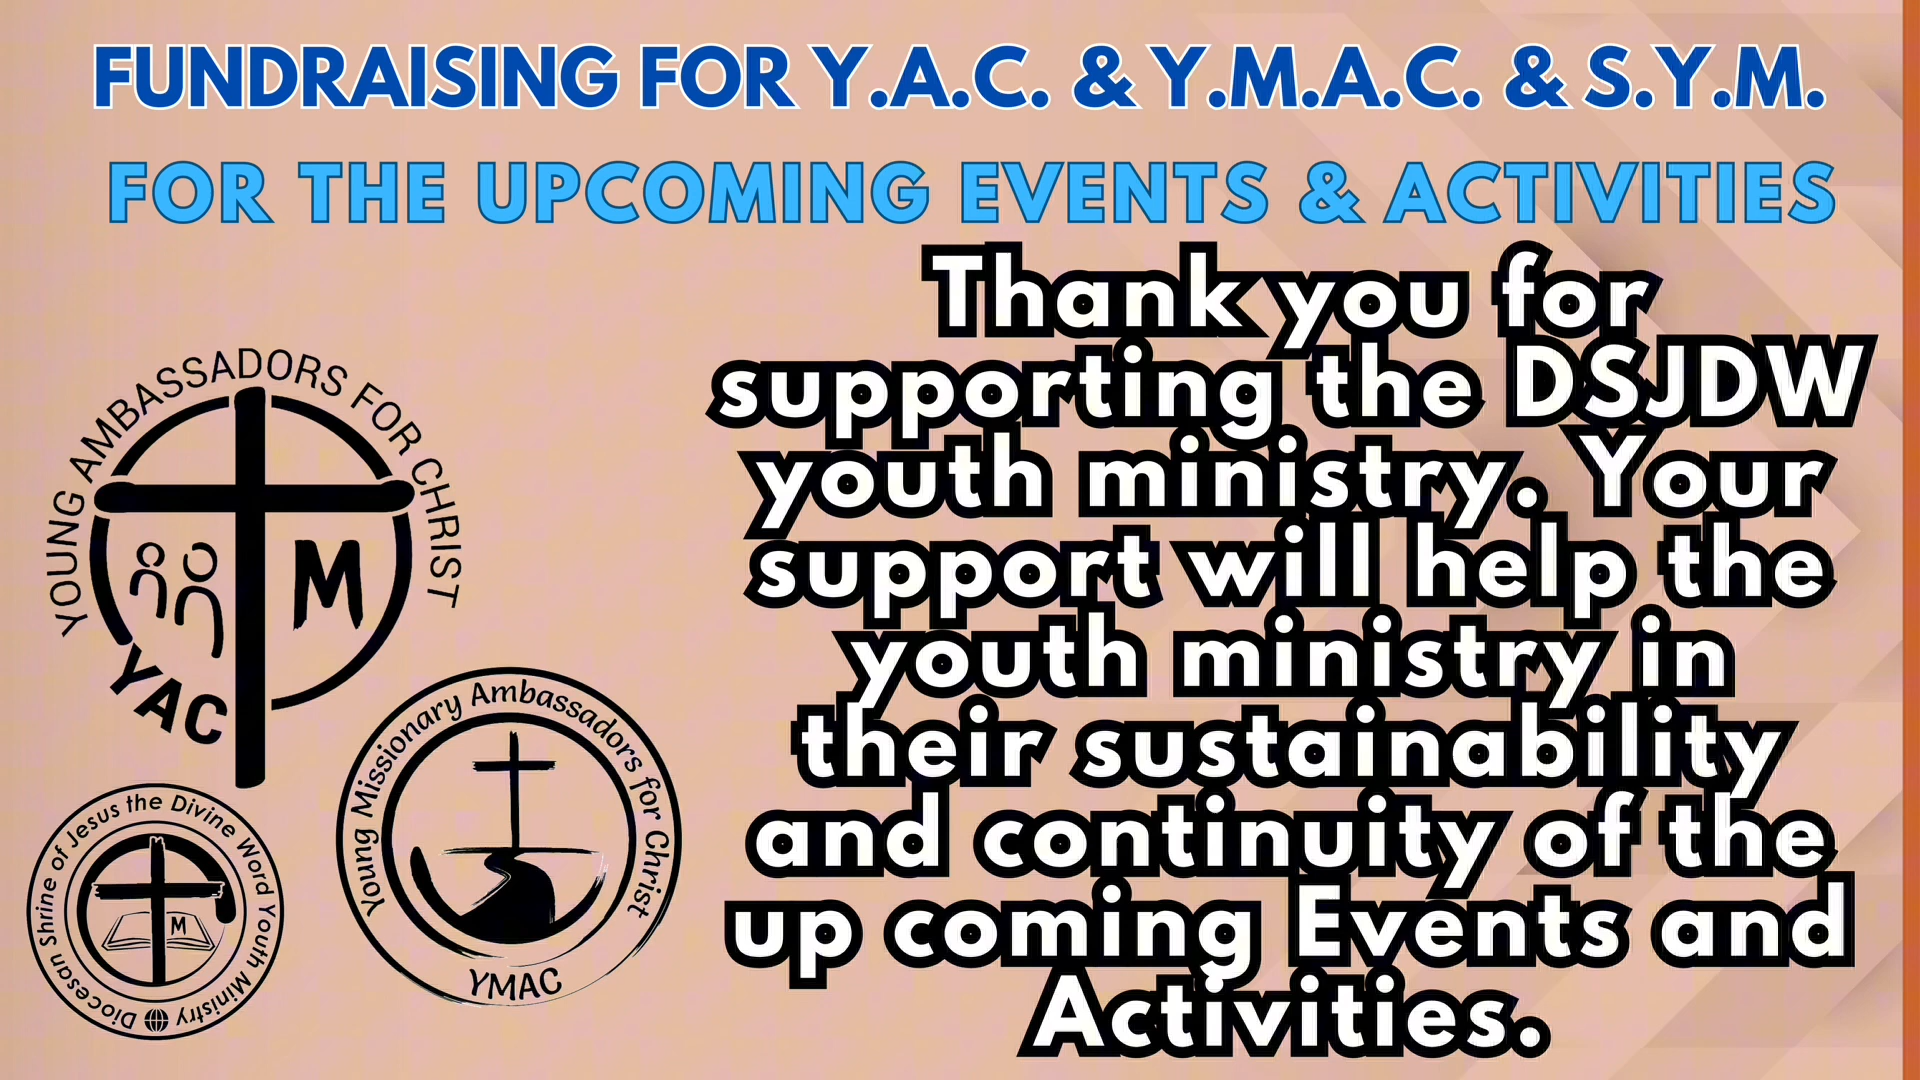 FUNDRAISING FOR Y.A.C. & Y.M.A.C. & S.Y.M.
FOR THE UPCOMING EVENTS & ACTIVITIES
Thank you for
supporting the DSJDW
youth ministry. Your
support will help the
youth ministry in
their sustainability
and continuity of the
up coming Events and
Activities.
YOUNG AMBASSADORS FOR CHRIST
M
YAC
Young Missionary Ambassadors for Christ
YMAC
Diocesan Shrine of Jesus the Divine Word Youth Ministry
M